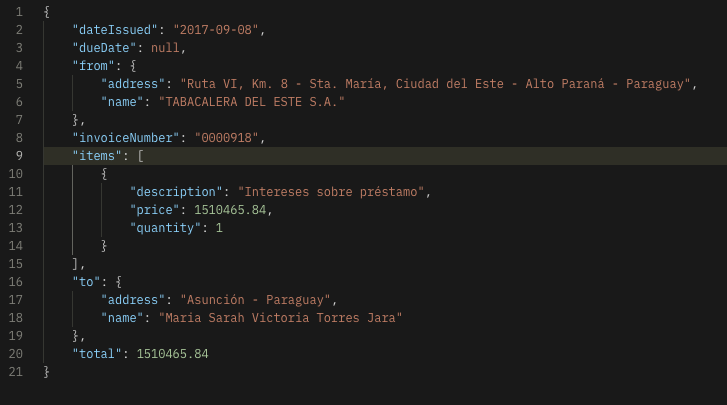 1 {
2     "dateIssued": "2017-09-08",
3     "dueDate": null,
4     "from": {
5         "address": "Ruta VI, Km. 8 - Sta. María, Ciudad del Este - Alto Paraná - Paraguay",
6         "name": "TABACALERA DEL ESTE S.A."
7     },
8     "invoiceNumber": "0000918",
9     "items": [
10         {
11             "description": "Intereses sobre préstamo",
12             "price": 1510465.84,
13             "quantity": 1
14         }
15     ],
16     "to": {
17         "address": "Asunción - Paraguay",
18         "name": "Maria Sarah Victoria Torres Jara"
19     },
20     "total": 1510465.84
21 }